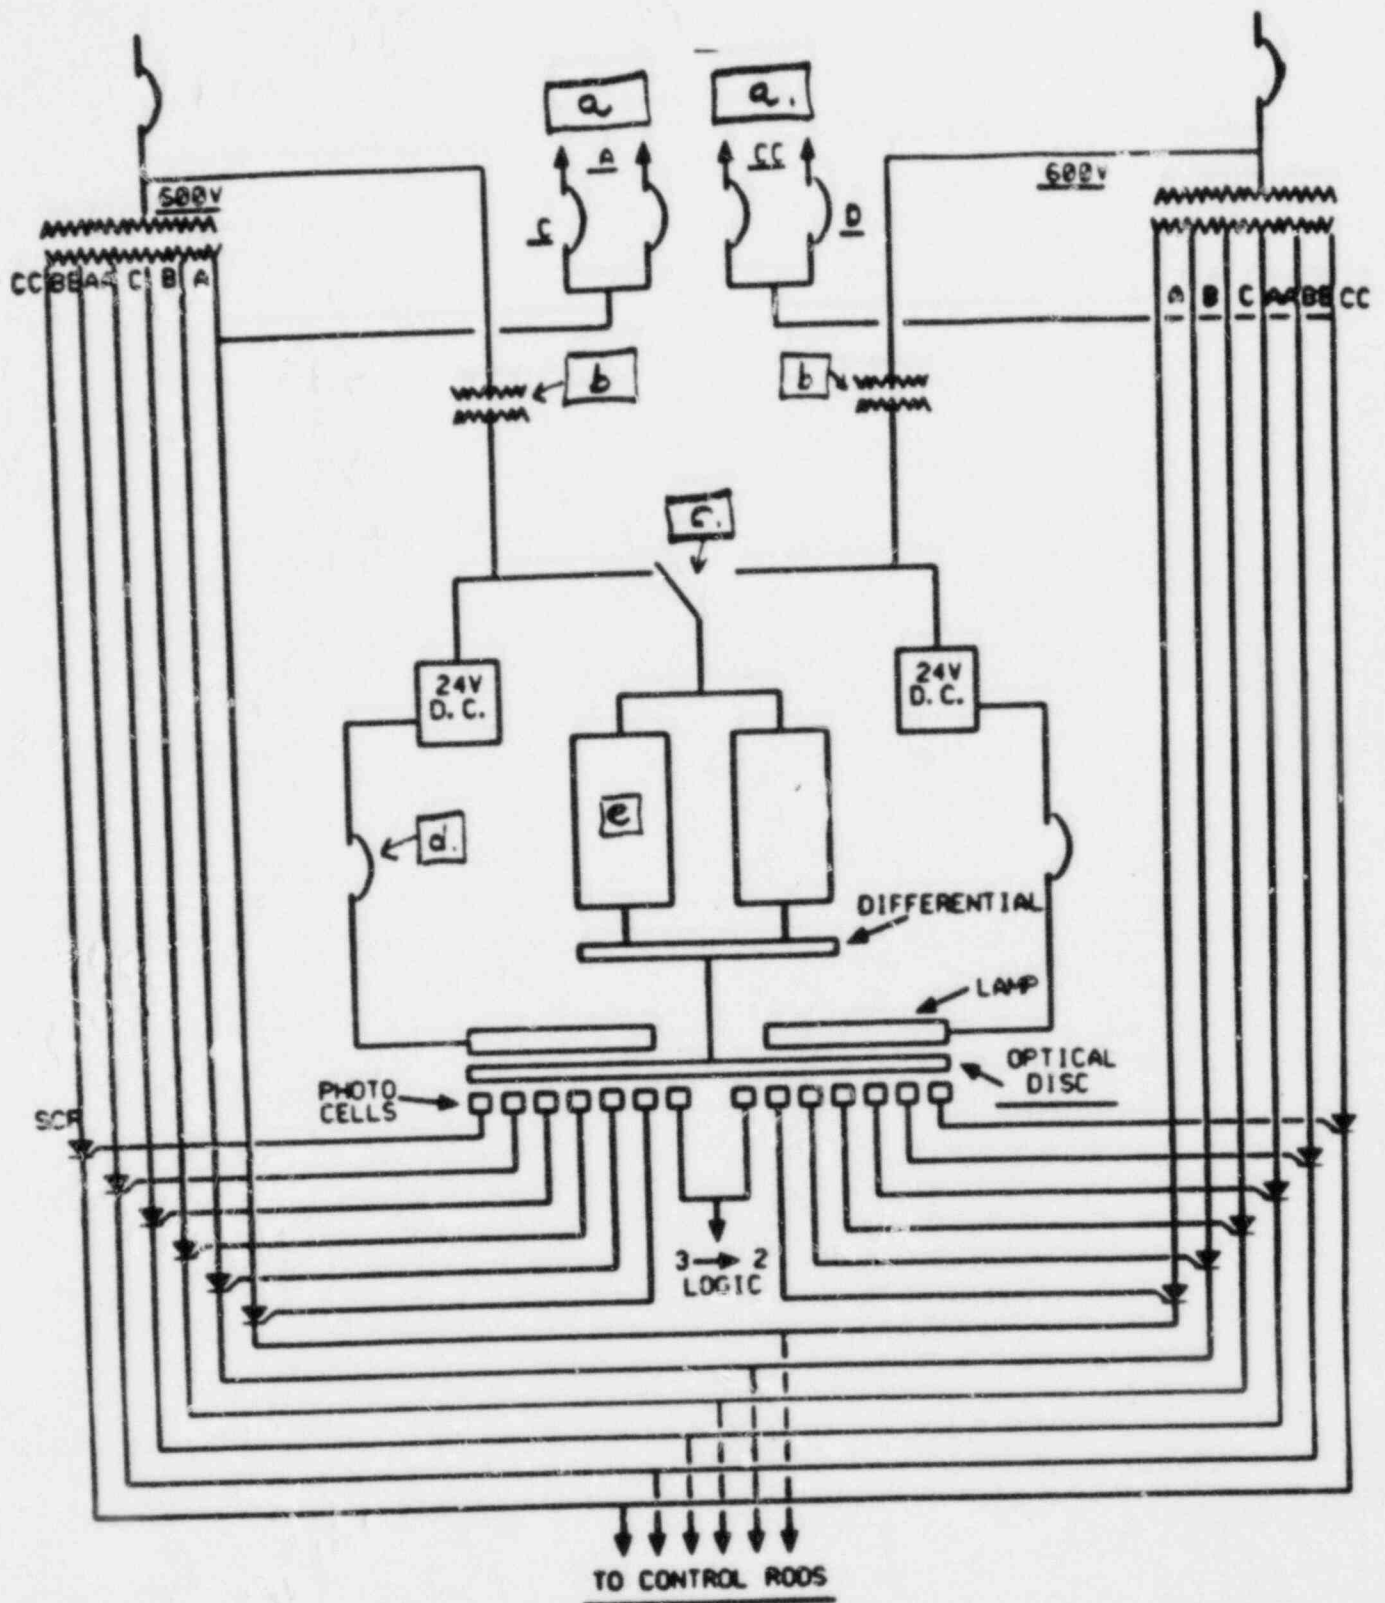 a
a.
A
CC
600V
600V
C
D
CC BB AA C B A
A B C AA BB CC
b
b
c.
24V
D.C.
24V
D.C.
e
d.
DIFFERENTIAL
LAMP
OPTICAL
DISC
PHOTO
CELLS
SCR
3 → 2
LOGIC
TO CONTROL RODS